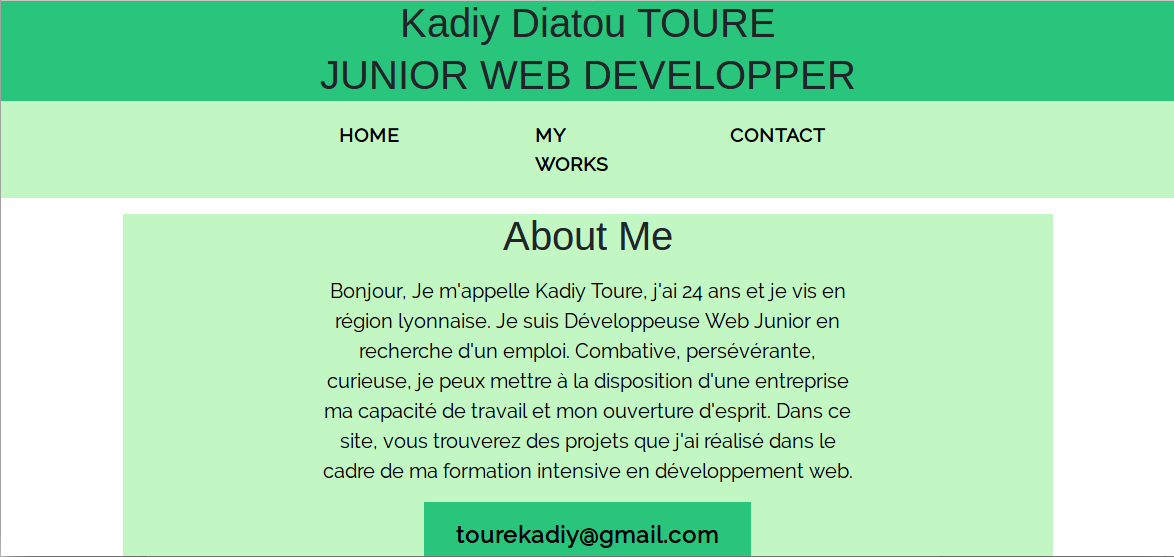 Kadiy Diatou TOURE
JUNIOR WEB DEVELOPPER
HOME
MY
WORKS
CONTACT
About Me
Bonjour, Je m'appelle Kadiy Toure, j'ai 24 ans et je vis en
région lyonnaise. Je suis Développeuse Web Junior en
recherche d'un emploi. Combative, persévérante,
curieuse, je peux mettre à la disposition d'une entreprise
ma capacité de travail et mon ouverture d'esprit. Dans ce
site, vous trouverez des projets que j'ai réalisé dans le
cadre de ma formation intensive en développement web.
tourekadiy@gmail.com